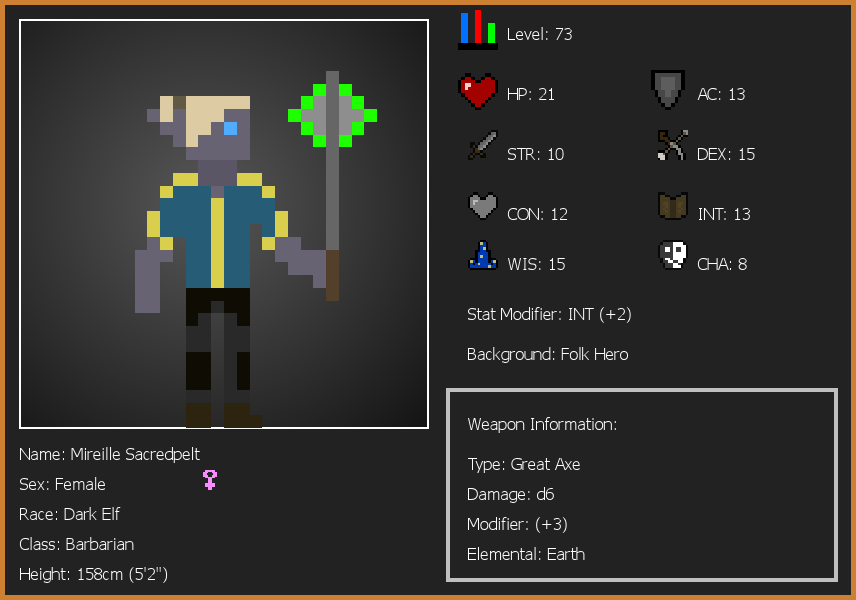 Level: 73
HP: 21
AC: 13
STR: 10
DEX: 15
CON: 12
INT: 13
WIS: 15
CHA: 8
Stat Modifier: INT (+2)
Background: Folk Hero
Weapon Information:
Type: Great Axe
Damage: d6
Modifier: (+3)
Elemental: Earth
Name: Mireille Sacredpelt
Sex: Female
Race: Dark Elf
Class: Barbarian
Height: 158cm (5'2")